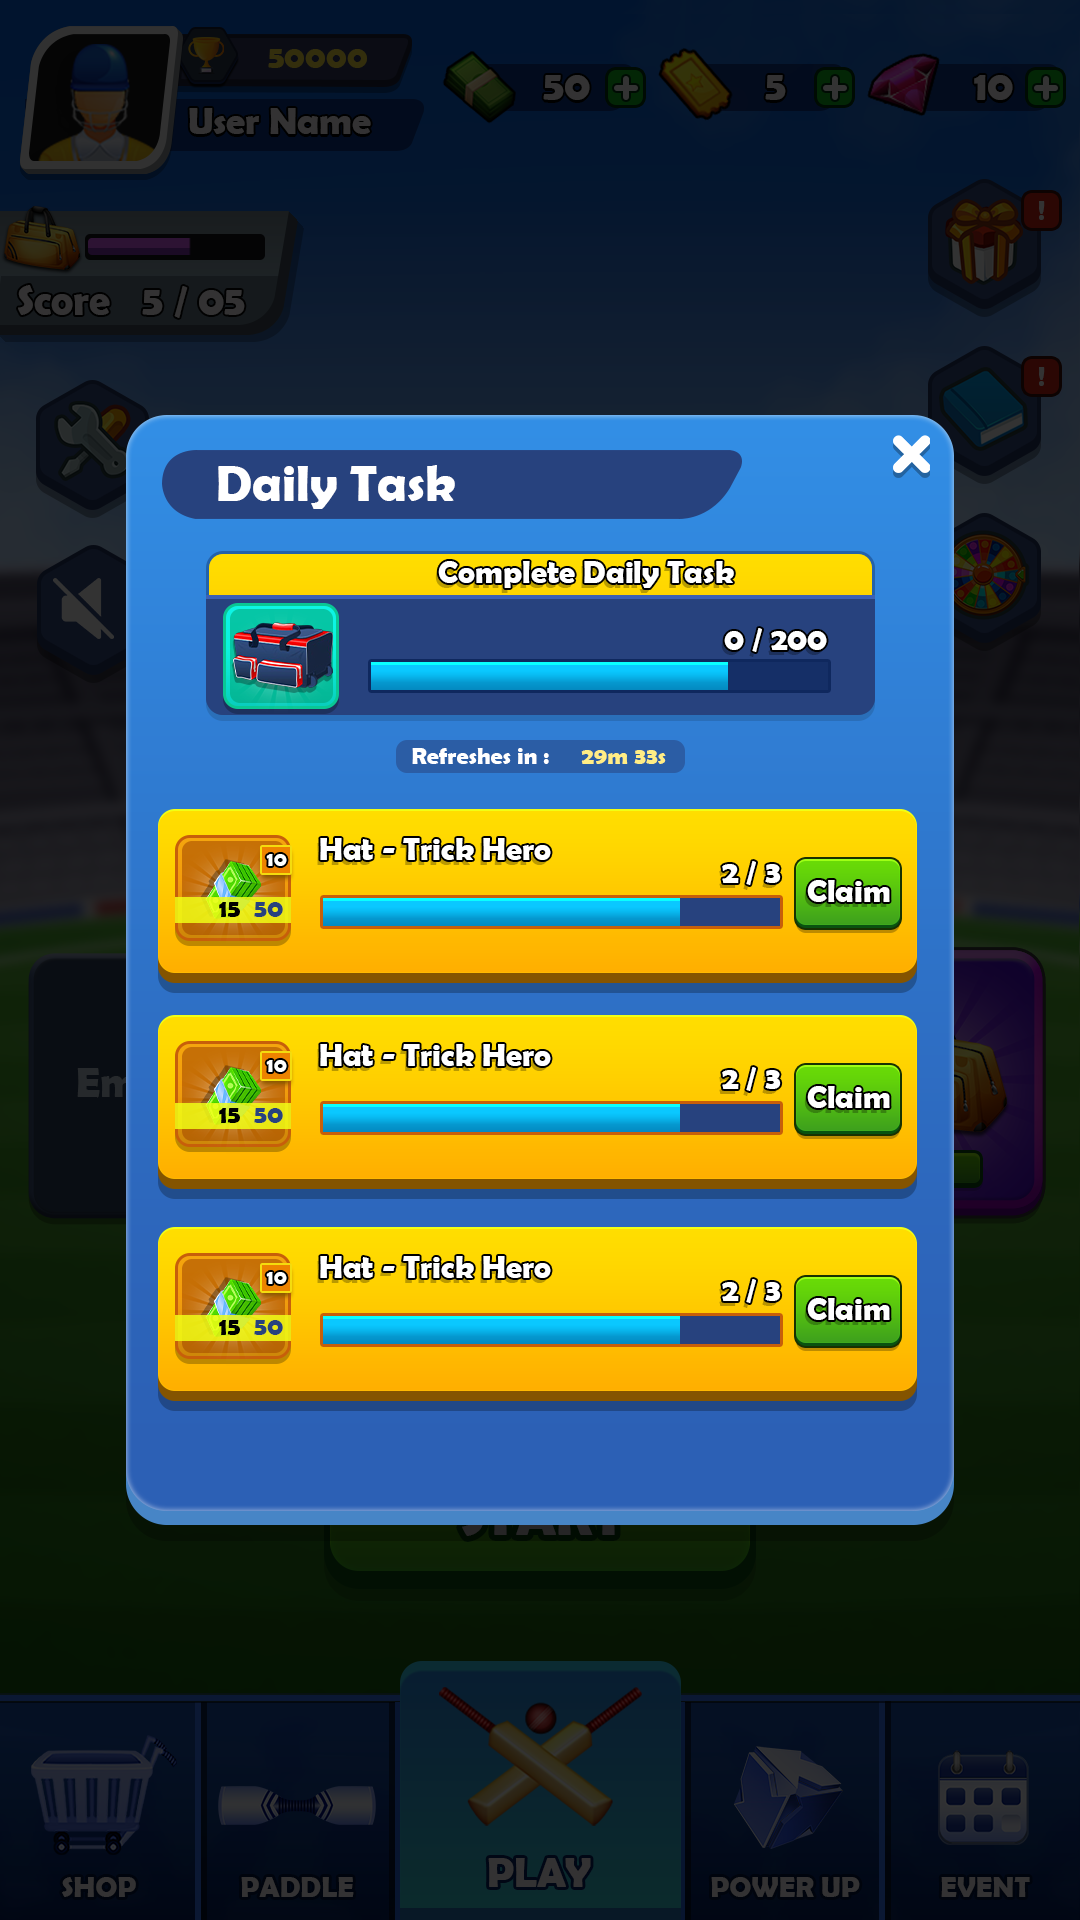 50000
User Name
50
5
10
!
Score 5 / 05
!
Daily Task
Complete Daily Task
0 / 200
Refreshes in : 29m 33s
Hat - Trick Hero
10
2 / 3
Claim
15 50
Hat - Trick Hero
10
2 / 3
Claim
15 50
Hat - Trick Hero
10
2 / 3
Claim
15 50
START
SHOP
PADDLE
PLAY
POWER UP
EVENT